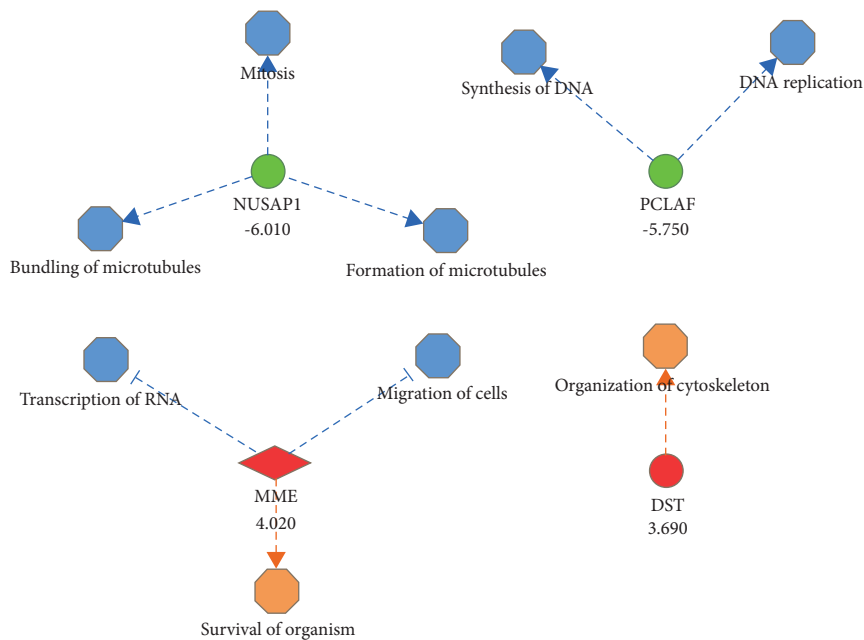 Mitosis
Synthesis of DNA
DNA replication
NUSAP1
-6.010
PCLAF
-5.750
Bundling of microtubules
Formation of microtubules
Transcription of RNA
Migration of cells
Organization of cytoskeleton
MME
4.020
DST
3.690
Survival of organism